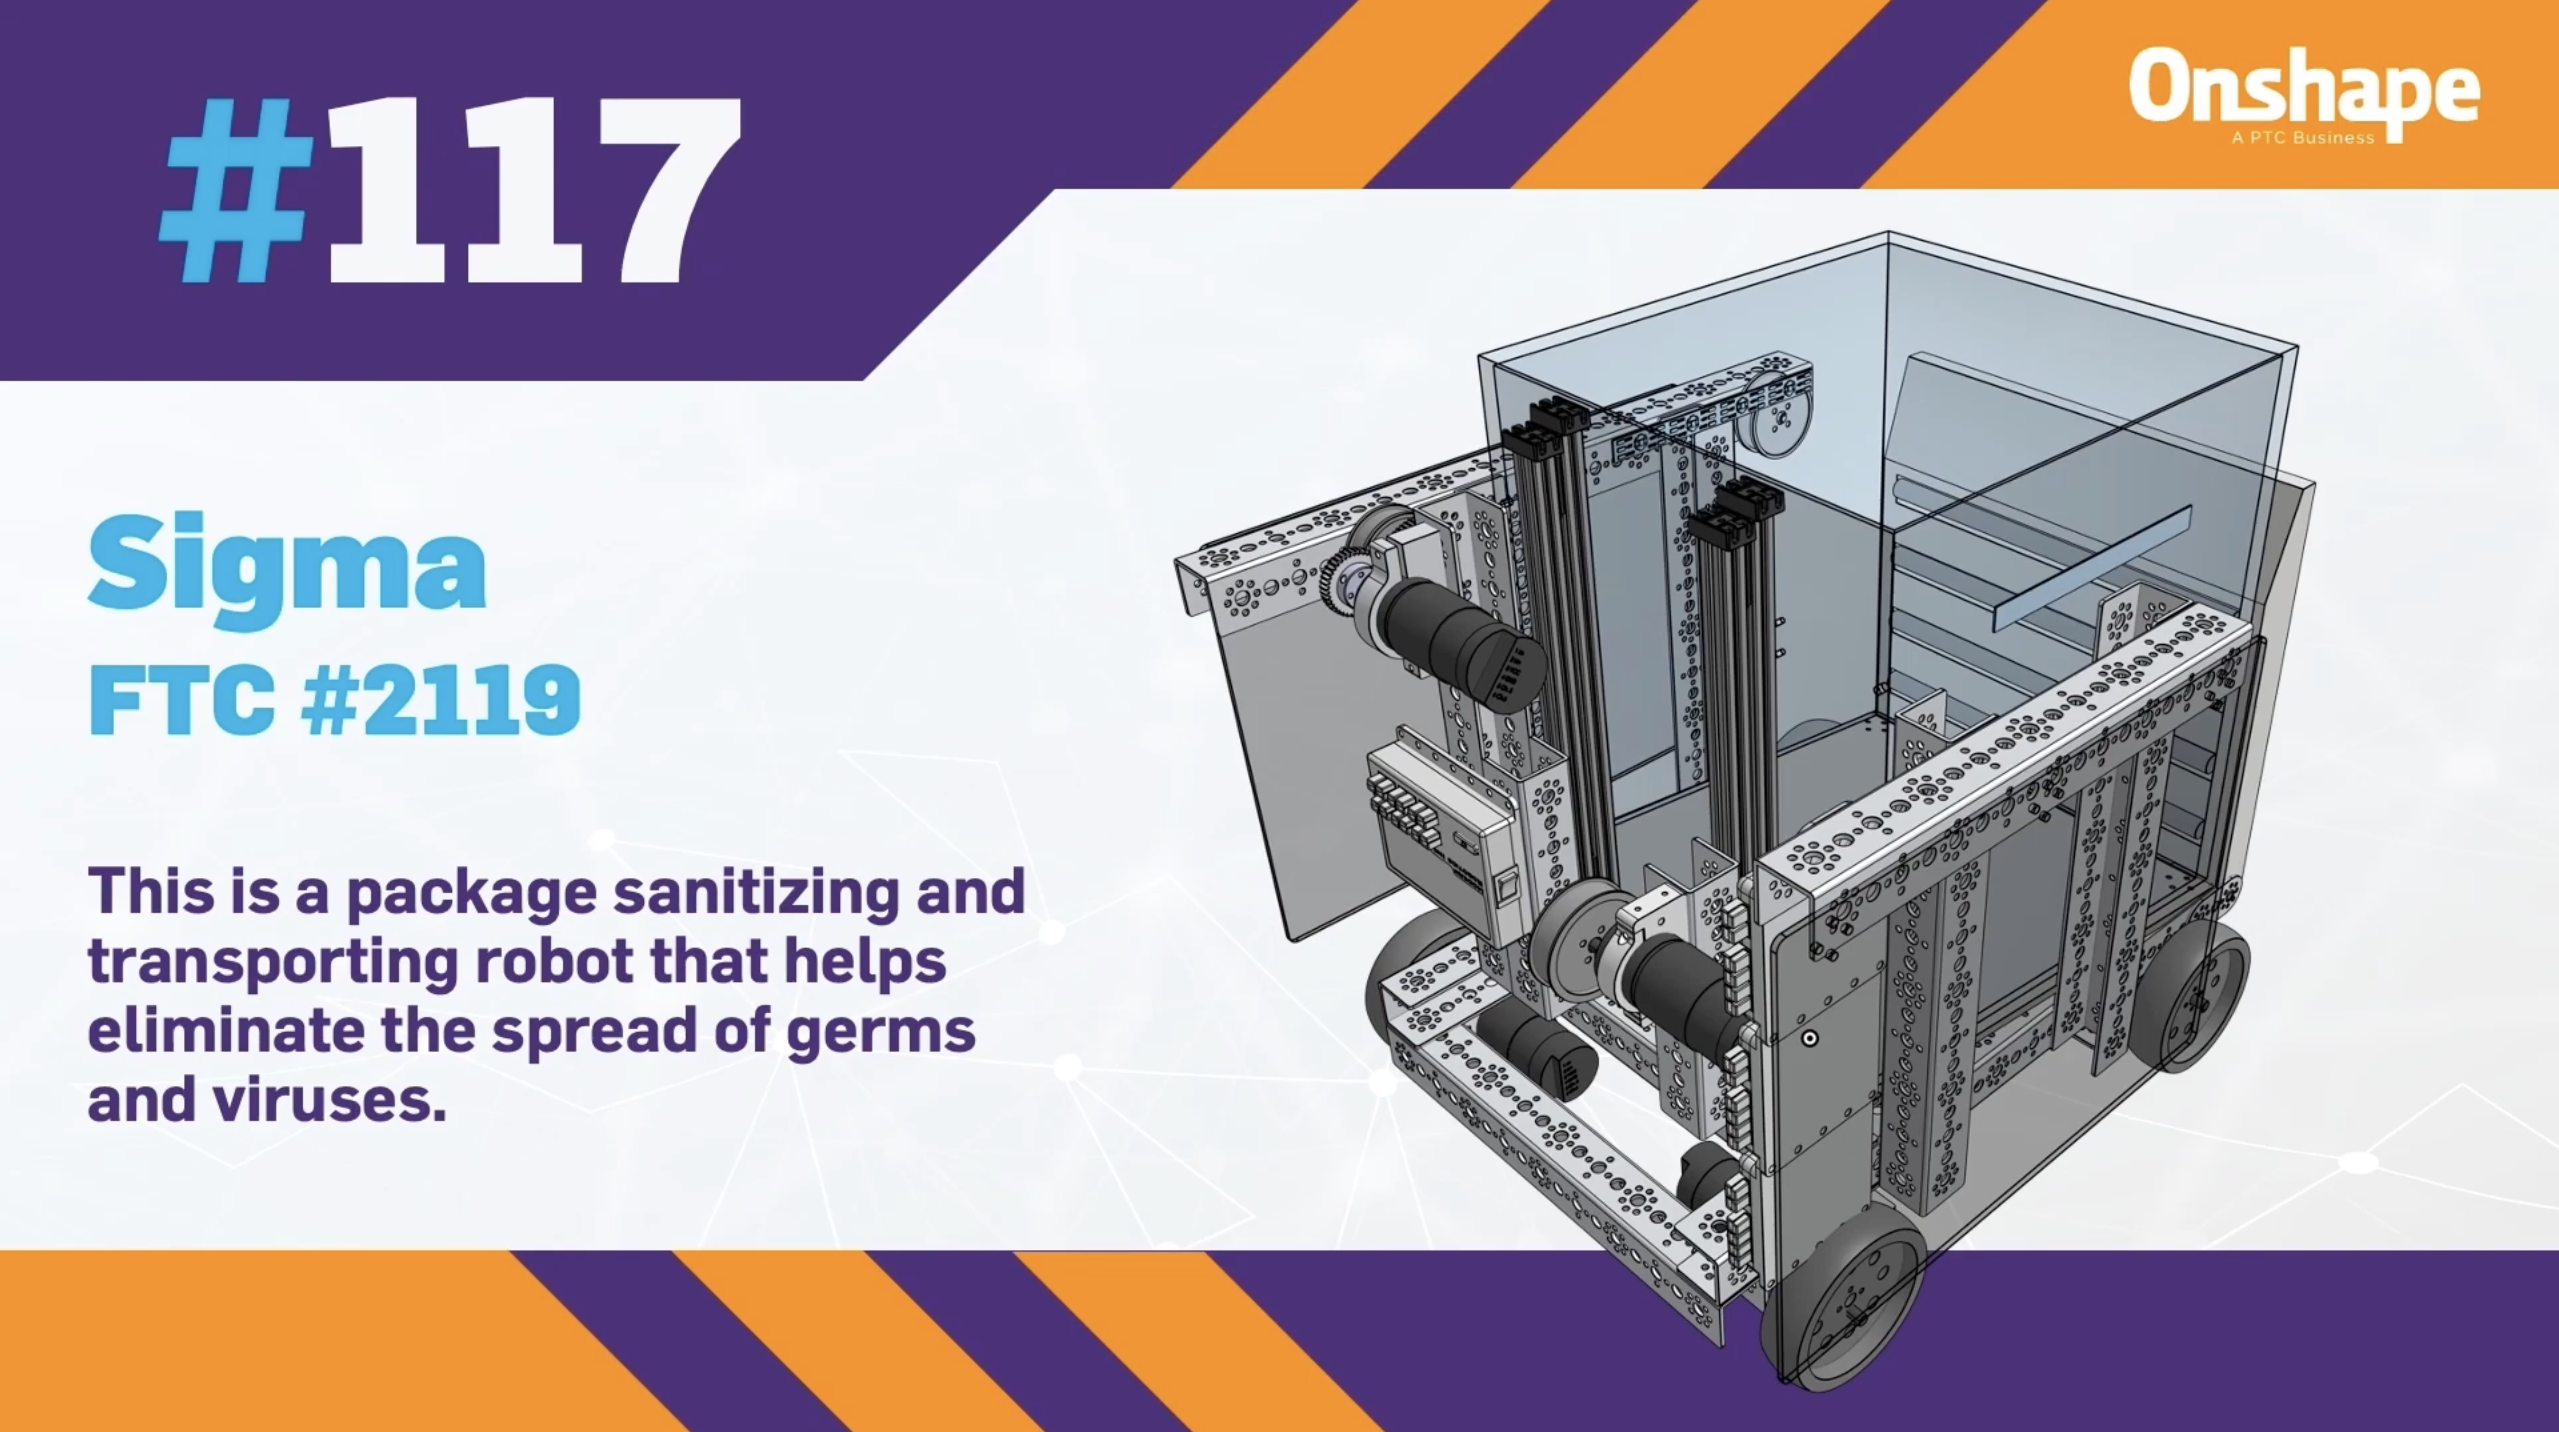 #117
Onshape
A PTC Business
Sigma
FTC #2119
This is a package sanitizing and
transporting robot that helps
eliminate the spread of germs
and viruses.